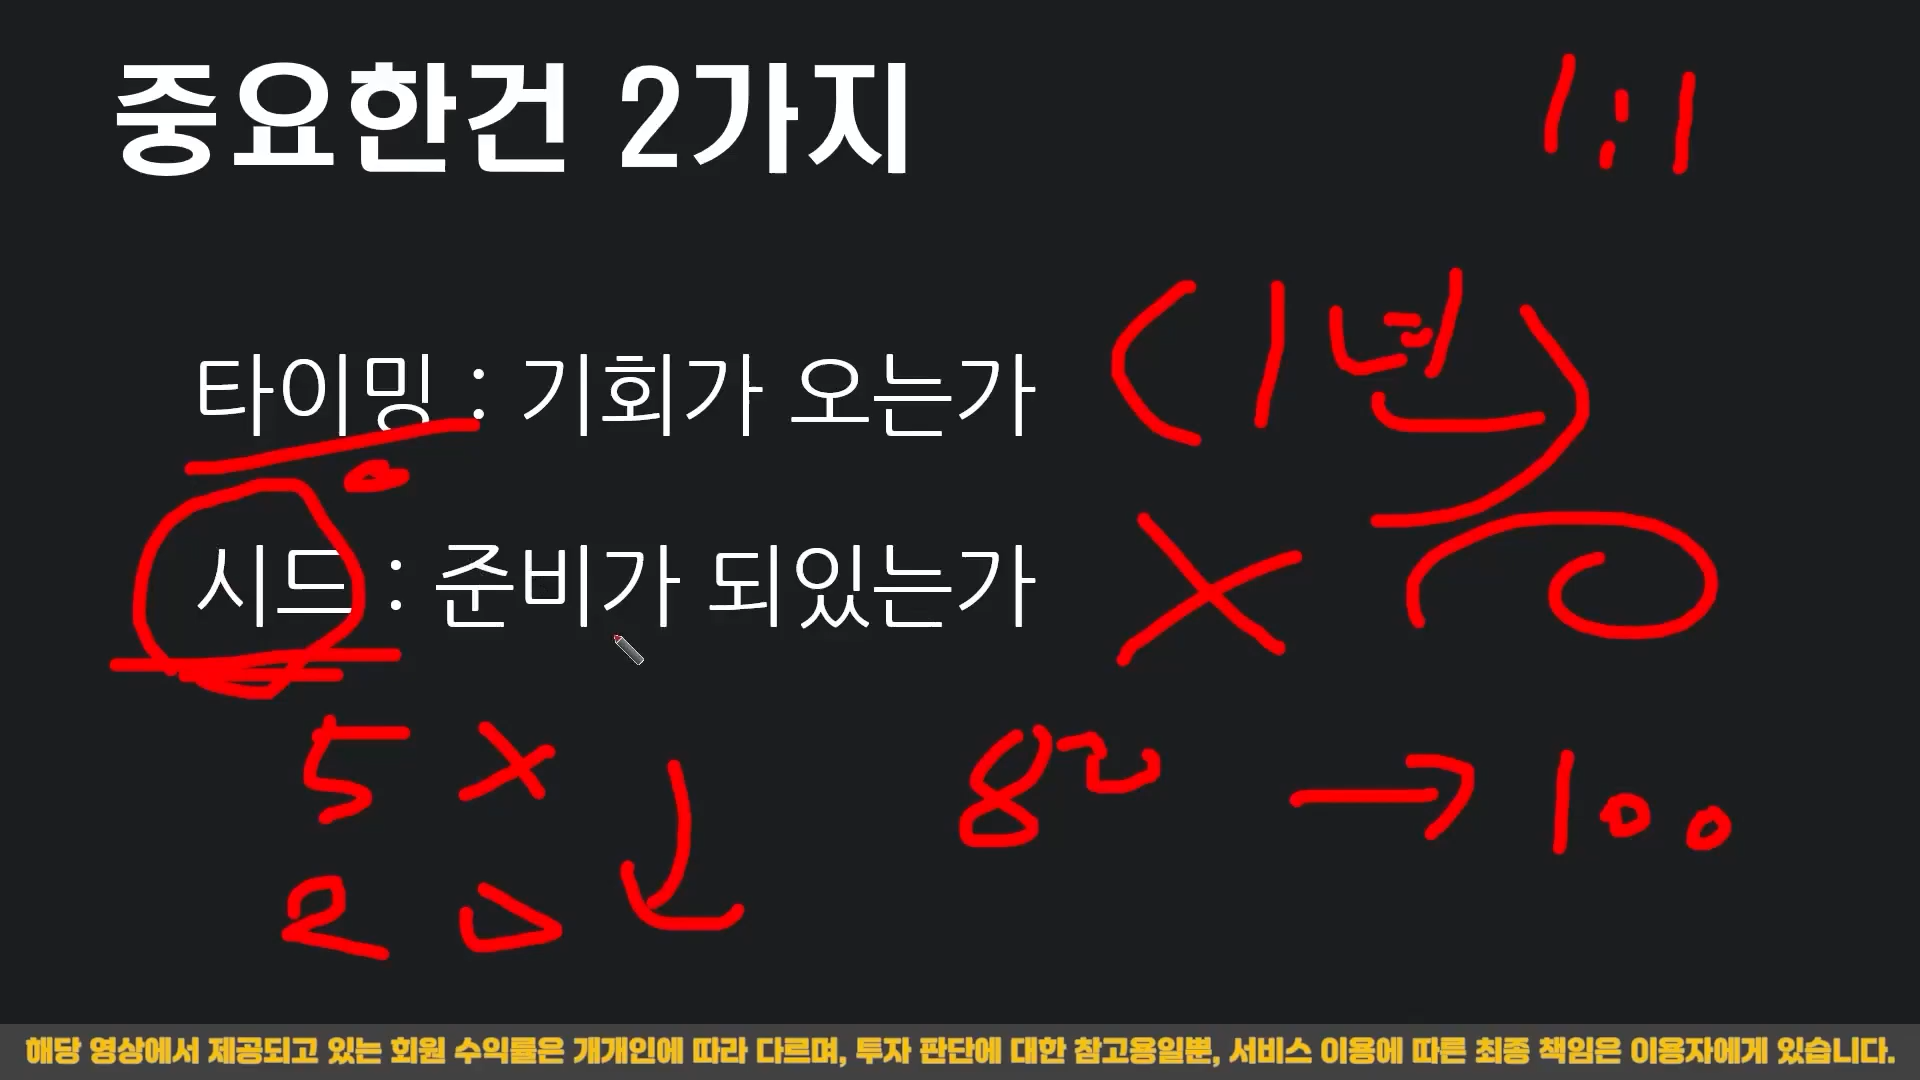 중요한건 2가지
1:1
타이밍 : 기회가 오는가
(1년)
시드 : 준비가 되있는가
X
5 X
80 → 100
2
해당 영상에서 제공되고 있는 회원 수익률은 개개인에 따라 다르며, 투자 판단에 대한 참고용일뿐, 서비스 이용에 따른 최종 책임은 이용자에게 있습니다.